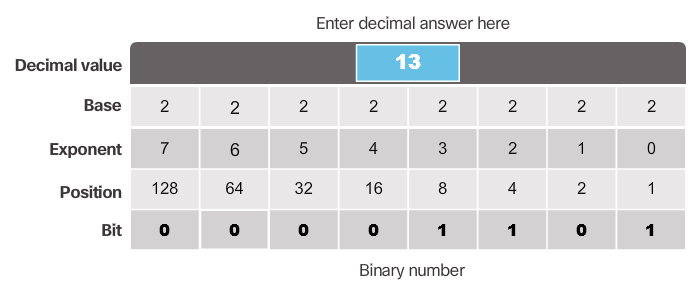 Enter decimal answer here
Decimal value 13
Base 2 2 2 2 2 2 2 2
Exponent 7 6 5 4 3 2 1 0
Position 128 64 32 16 8 4 2 1
Bit 0 0 0 0 1 1 0 1
Binary number